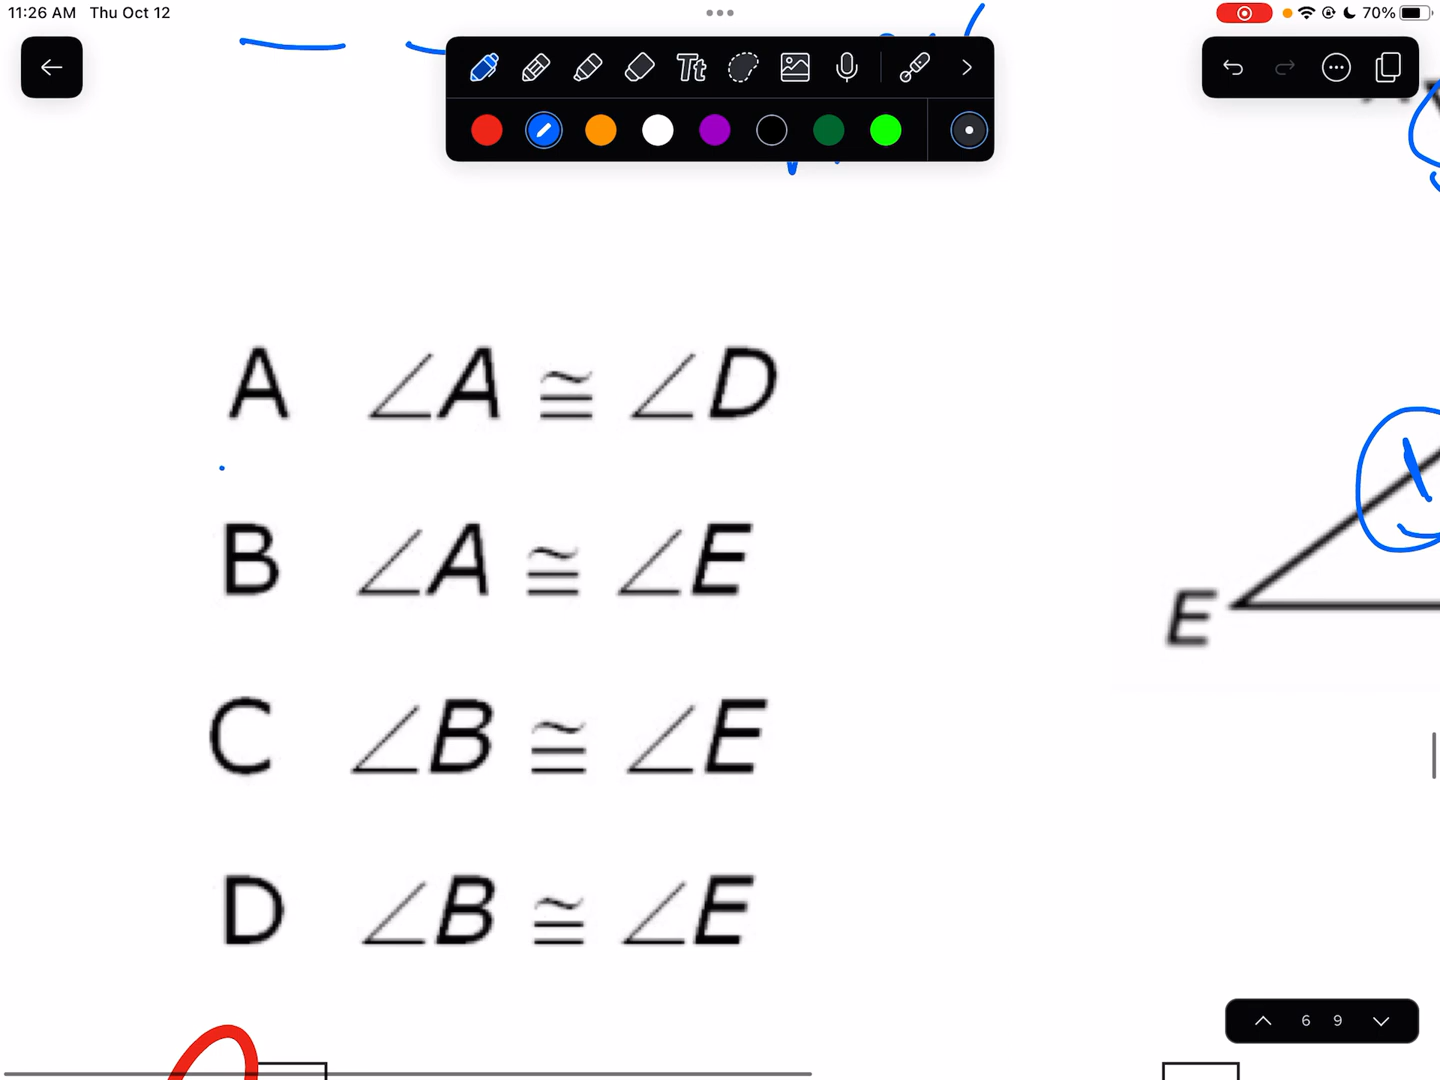 11:26 AM Thu Oct 12
70%
Tt
A ∠A ≅ ∠D
B ∠A ≅ ∠E
E
C ∠B ≅ ∠E
D ∠B ≅ ∠E
6 9